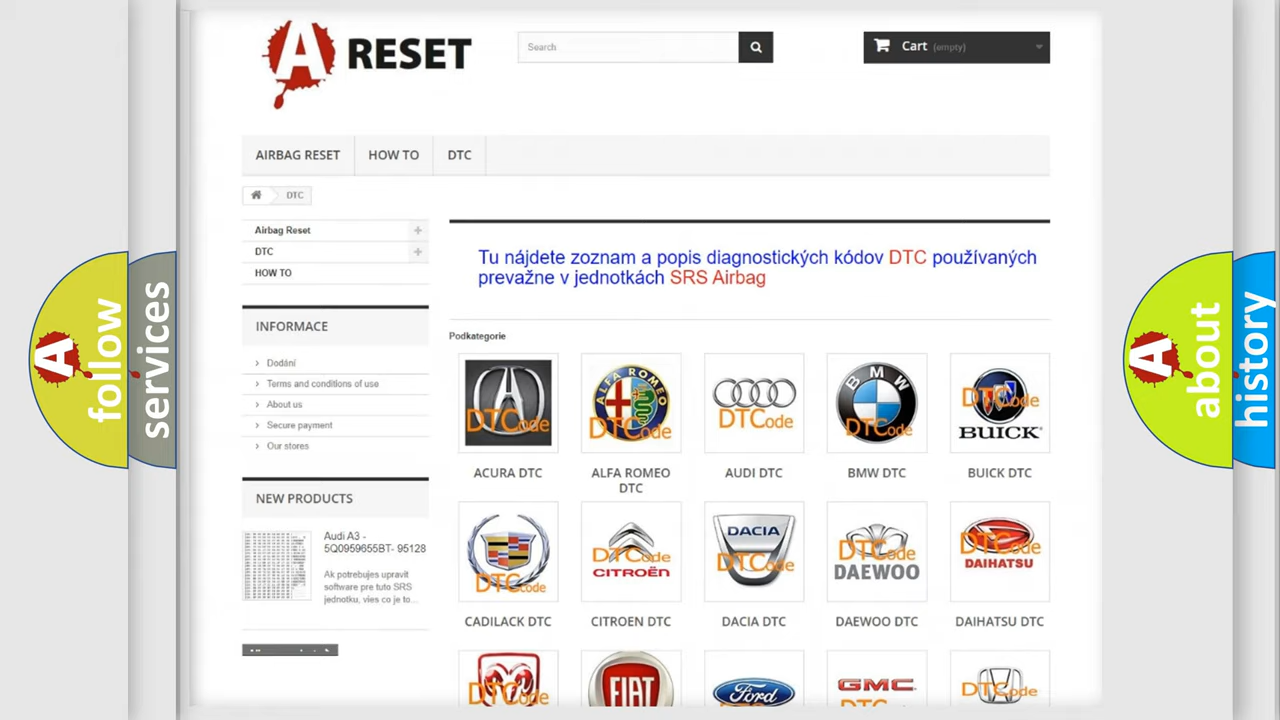 A RESET
Search
Cart (empty)
AIRBAG RESET
HOW TO
DTC
DTC
Airbag Reset
DTC
HOW TO
Tu nájdete zoznam a popis diagnostických kódov DTC používaných
prevažne v jednotkách SRS Airbag
INFORMACE
Podkategorie
Dodání
Terms and conditions of use
About us
Secure payment
Our stores
DTCode
ALFA ROMEO
DTCode
DTCode
BMW
DTCode
DTCode
BUICK
ACURA DTC
ALFA ROMEO
DTC
AUDI DTC
BMW DTC
BUICK DTC
NEW PRODUCTS
Audi A3 -
5Q0959655BT- 95128
Ak potrebujes upravit
software pre tuto SRS
jednotku, vies co je to...
DTCode
DTCode
CITROËN
DACIA
DTCode
DTCode
DAEWOO
DTCode
DAIHATSU
CADILACK DTC
CITROEN DTC
DACIA DTC
DAEWOO DTC
DAIHATSU DTC
DTCode
FIAT
Ford
GMC
DTCode
A follow
services
A about
history